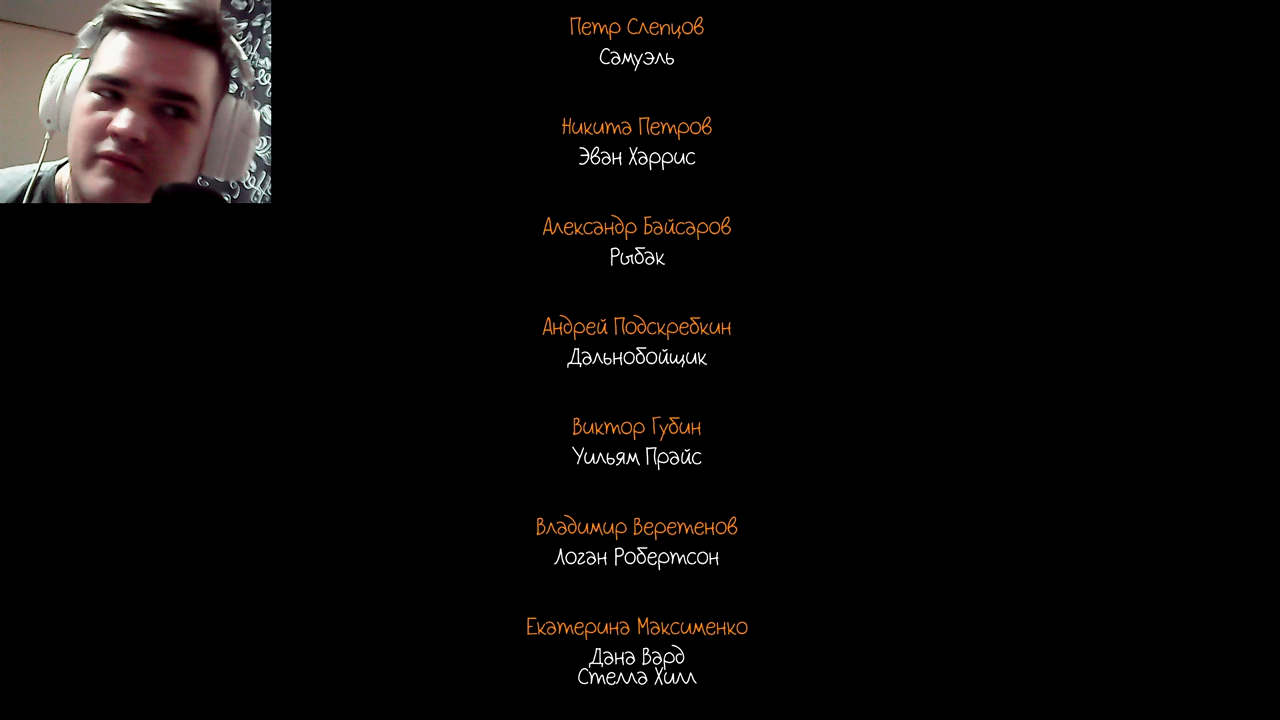 Петр Слепцов
Самуэль
Никита Петров
Эван Харрис
Александр Байсаров
Рыбак
Андрей Подскребкин
Дальнобойщик
Виктор Губин
Уильям Прайс
Владимир Веретенов
Логан Робертсон
Екатерина Максименко
Дана Вард
Стелла Хилл